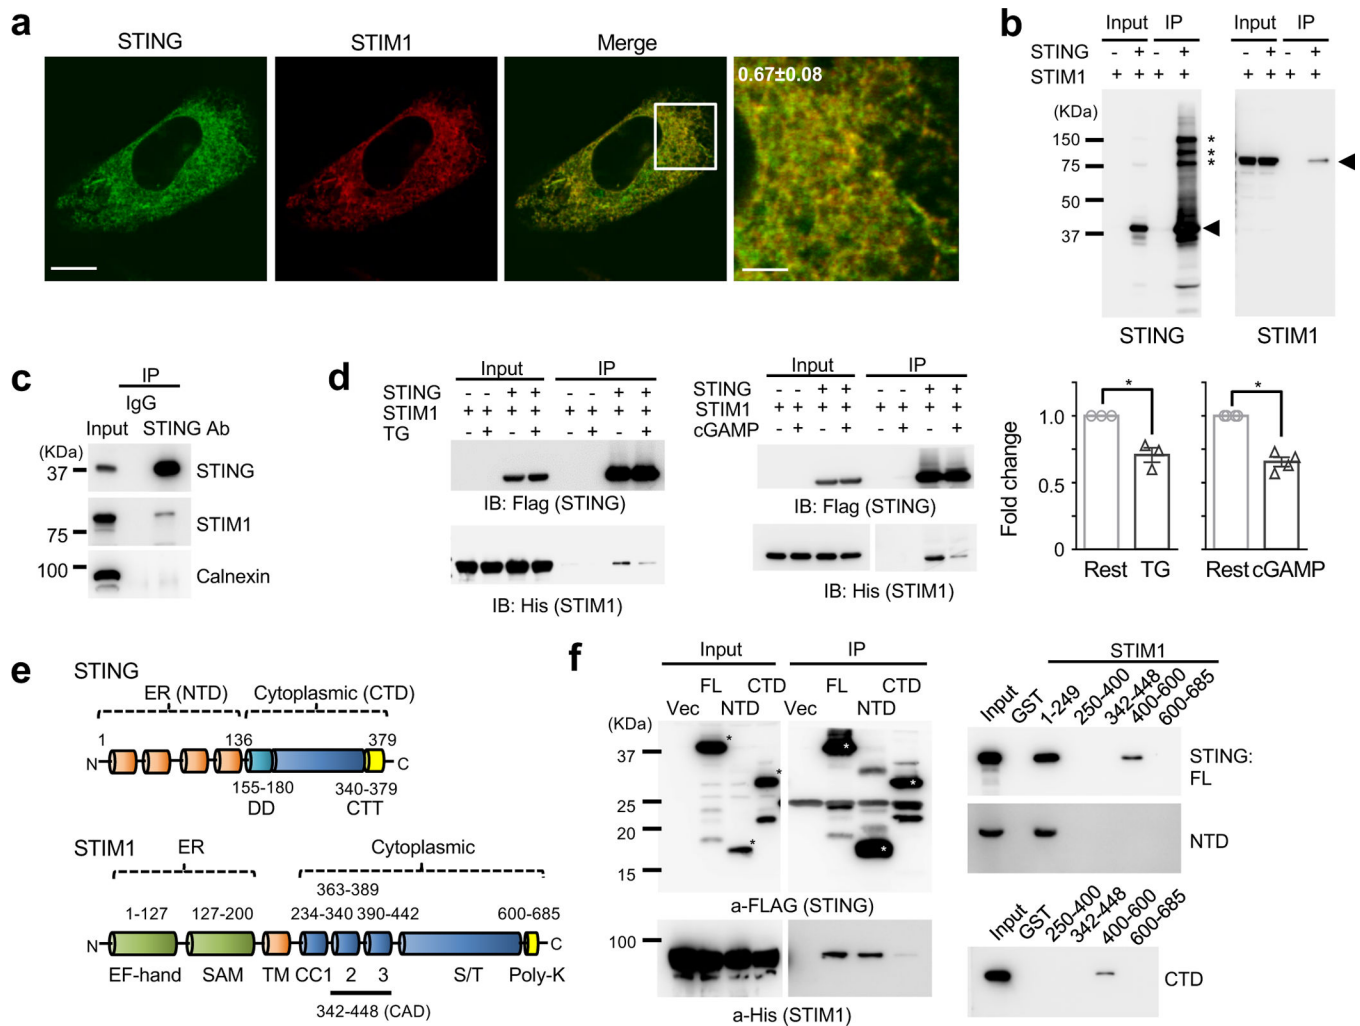 a
STING
STIM1
Merge
0.67±0.08
b
Input IP Input IP
STING - + - + - + - +
STIM1 + + + + + + + +
(KDa)
150
75
50
37
*
*
*
STING
STIM1
c
IP
IgG
Input STING Ab
(KDa)
37
STING
75
STIM1
100
Calnexin
d
Input IP
STING - - + + - - + +
STIM1 + + + + + + + +
TG - + - + - + - +
IB: Flag (STING)
IB: His (STIM1)
Input IP
STING - - + + - - + +
STIM1 + + + + + + + +
cGAMP - + - + - + - +
IB: Flag (STING)
IB: His (STIM1)
Fold change
1.0
0.5
0
*
Rest TG
*
Rest cGAMP
e
STING
ER (NTD) Cytoplasmic (CTD)
1 136 379
N C
155-180 340-379
DD CTT
STIM1
ER Cytoplasmic
363-389
1-127 127-200 234-340 390-442 600-685
N C
EF-hand SAM TM CC1 2 3 S/T Poly-K
342-448 (CAD)
f
Input IP
FL CTD FL CTD
Vec NTD Vec NTD
(KDa)
37
25
20
15
* * * * * *
a-FLAG (STING)
100
a-His (STIM1)
STIM1
Input GST 1-249 250-400 342-448 400-600 600-685
STING:
FL
NTD
Input GST 250-400 342-448 400-600 600-685
CTD